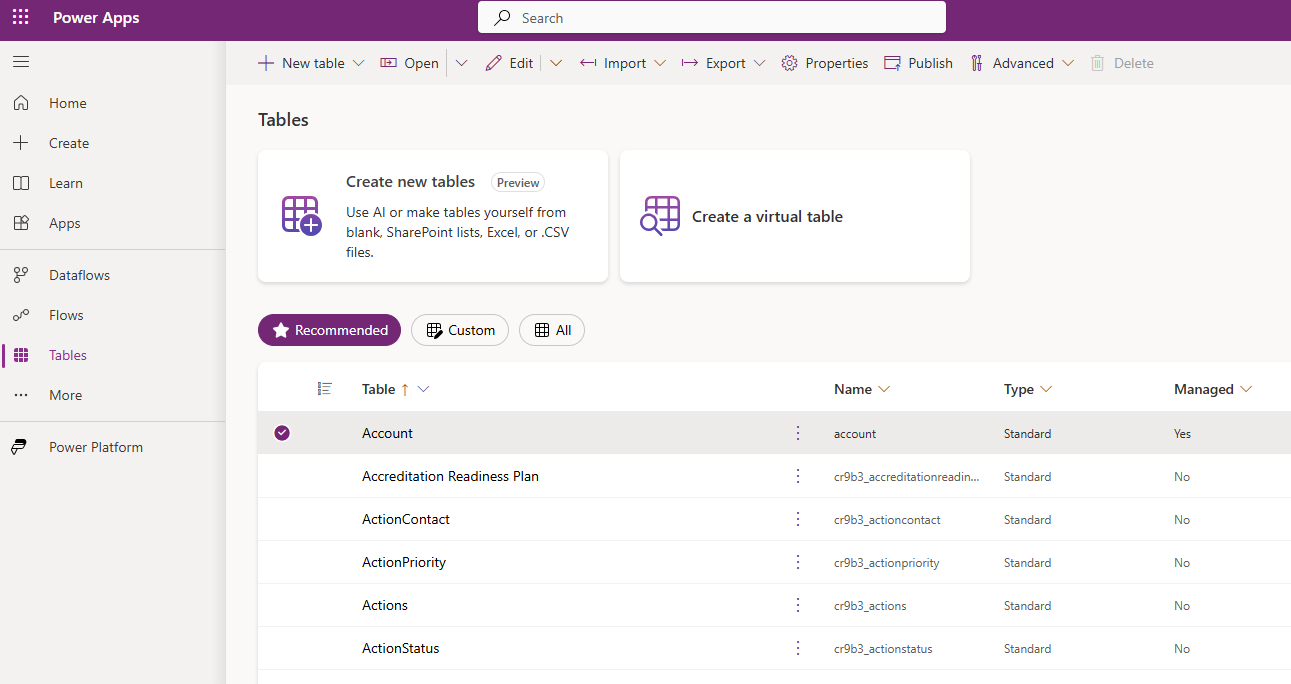 Power Apps
Search
New table Open Edit Import Export Properties Publish Advanced Delete
Home
Create
Learn
Apps
Dataflows
Flows
Tables
More
Power Platform
Tables
Create new tables Preview
Use AI or make tables yourself from
blank, SharePoint lists, Excel, or .CSV
files.
Create a virtual table
Recommended Custom All
Table ↑ Name Type Managed
Account account Standard Yes
Accreditation Readiness Plan cr9b3_accreditationreadin... Standard No
ActionContact cr9b3_actioncontact Standard No
ActionPriority cr9b3_actionpriority Standard No
Actions cr9b3_actions Standard No
ActionStatus cr9b3_actionstatus Standard No